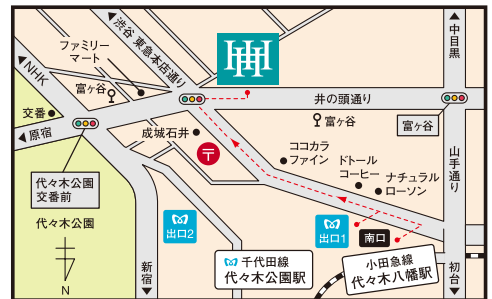 渋谷 東急本店通り
中目黒
ファミリー
マート
HH
NHK
富ヶ谷
井の頭通り
交番
富ヶ谷
富ヶ谷
原宿
成城石井
〒
山手通り
ココカラ
ファイン
ドトール
コーヒー
ナチュラル
ローソン
代々木公園
交番前
代々木公園
出口2
出口1
南口
千代田線
代々木公園駅
小田急線
代々木八幡駅
N
新宿
初台